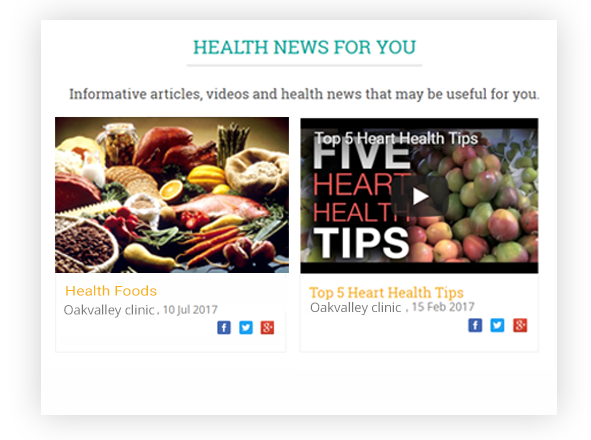 HEALTH NEWS FOR YOU
Informative articles, videos and health news that may be useful for you.
Top 5 Heart Health Tips
FIVE
HEART
HEALTH
TIPS
Health Foods
Oakvalley clinic , 10 Jul 2017
Top 5 Heart Health Tips
Oakvalley clinic , 15 Feb 2017